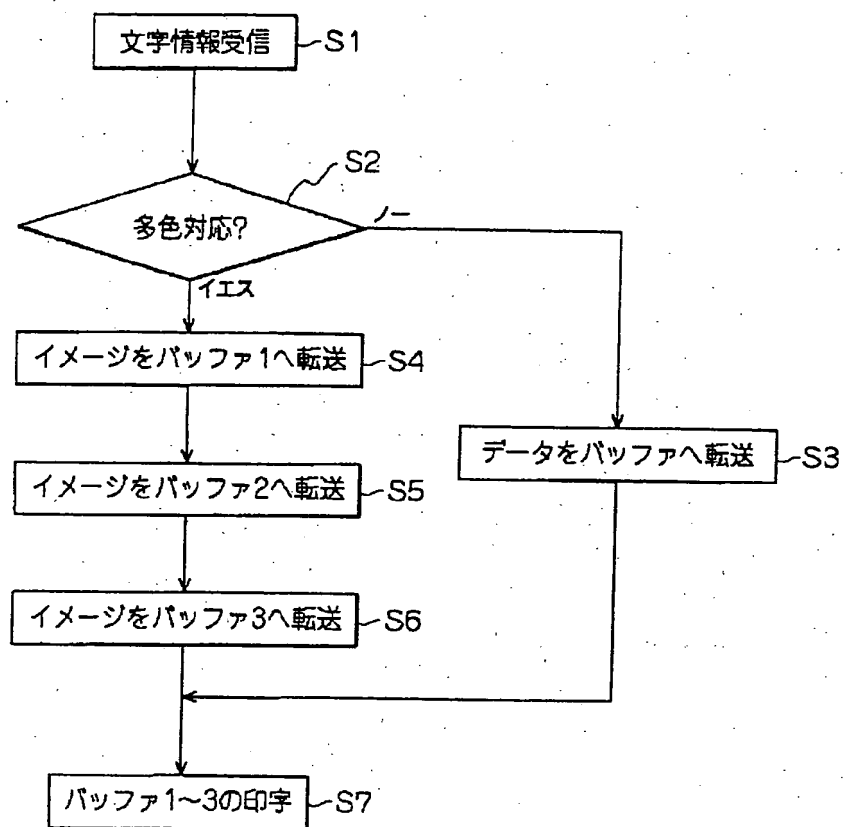 文字情報受信 S1
S2
多色対応?
ノー
イエス
イメージをバッファ1へ転送 S4
データをバッファへ転送 S3
イメージをバッファ2へ転送 S5
イメージをバッファ3へ転送 S6
バッファ1~3の印字 S7